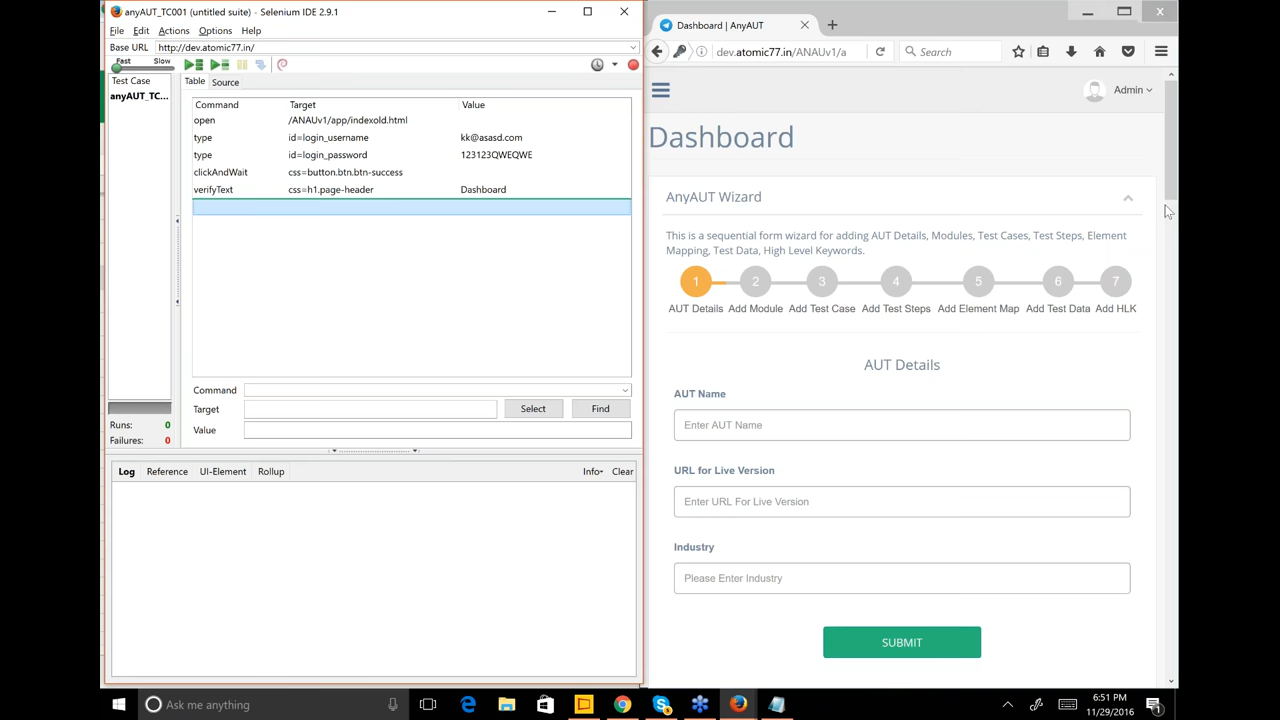 anyAUT_TC001 (untitled suite) - Selenium IDE 2.9.1
File Edit Actions Options Help
Base URL http://dev.atomic77.in/
Fast Slow
Test Case
anyAUT_TC...
Table Source
Command Target Value
open /ANAUv1/app/indexold.html
type id=login_username kk@asasd.com
type id=login_password 123123QWEQWE
clickAndWait css=button.btn.btn-success
verifyText css=h1.page-header Dashboard
Command
Target Select Find
Value
Runs: 0
Failures: 0
Log Reference UI-Element Rollup Info Clear
Dashboard | AnyAUT
dev.atomic77.in/ANAUv1/a Search
Admin
Dashboard
AnyAUT Wizard
This is a sequential form wizard for adding AUT Details, Modules, Test Cases, Test Steps, Element
Mapping, Test Data, High Level Keywords.
1 2 3 4 5 6 7
AUT Details Add Module Add Test Case Add Test Steps Add Element Map Add Test Data Add HLK
AUT Details
AUT Name
Enter AUT Name
URL for Live Version
Enter URL For Live Version
Industry
Please Enter Industry
SUBMIT
Ask me anything
6:51 PM
11/29/2016
1